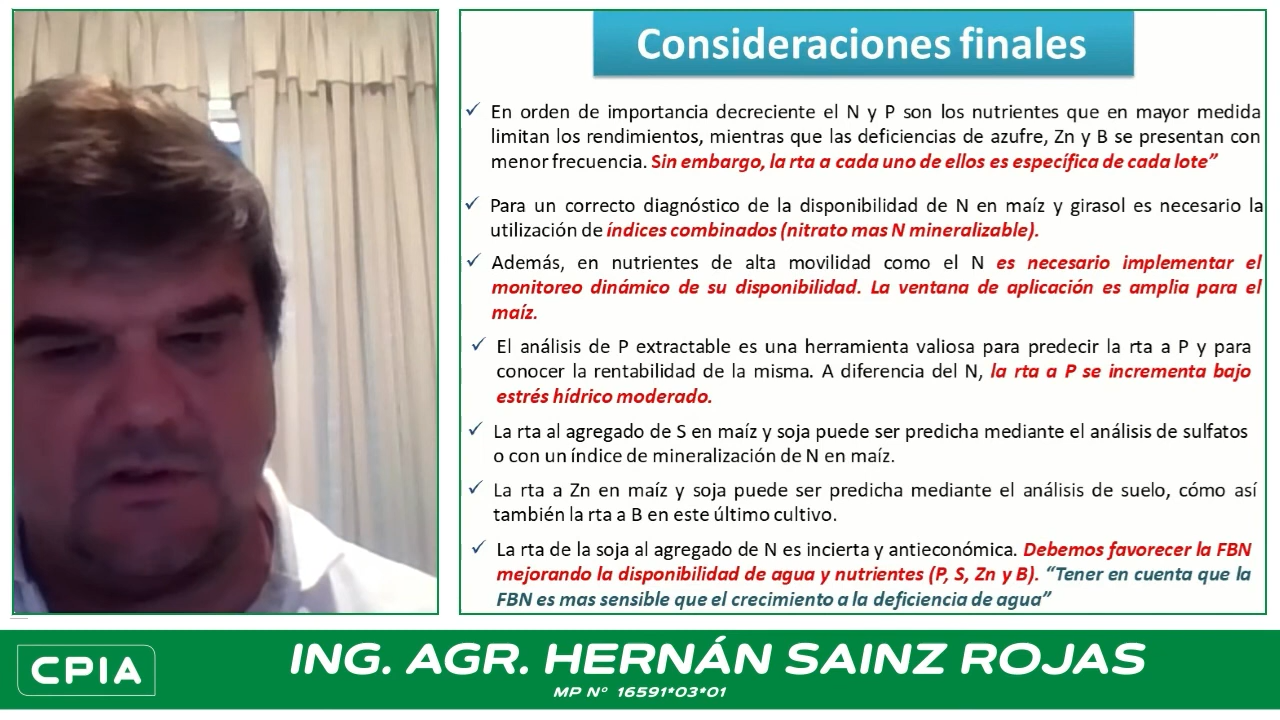 Consideraciones finales
En orden de importancia decreciente el N y P son los nutrientes que en mayor medida
limitan los rendimientos, mientras que las deficiencias de azufre, Zn y B se presentan con
menor frecuencia. Sin embargo, la rta a cada uno de ellos es específica de cada lote”
Para un correcto diagnóstico de la disponibilidad de N en maíz y girasol es necesario la
utilización de índices combinados (nitrato mas N mineralizable).
Además, en nutrientes de alta movilidad como el N es necesario implementar el
monitoreo dinámico de su disponibilidad. La ventana de aplicación es amplia para el
maíz.
El análisis de P extractable es una herramienta valiosa para predecir la rta a P y para
conocer la rentabilidad de la misma. A diferencia del N, la rta a P se incrementa bajo
estrés hídrico moderado.
La rta al agregado de S en maíz y soja puede ser predicha mediante el análisis de sulfatos
o con un índice de mineralización de N en maíz.
La rta a Zn en maíz y soja puede ser predicha mediante el análisis de suelo, cómo así
también la rta a B en este último cultivo.
La rta de la soja al agregado de N es incierta y antieconómica. Debemos favorecer la FBN
mejorando la disponibilidad de agua y nutrientes (P, S, Zn y B). “Tener en cuenta que la
FBN es mas sensible que el crecimiento a la deficiencia de agua”
CPIA
ING. AGR. HERNÁN SAINZ ROJAS
MP Nº 16591*03*01